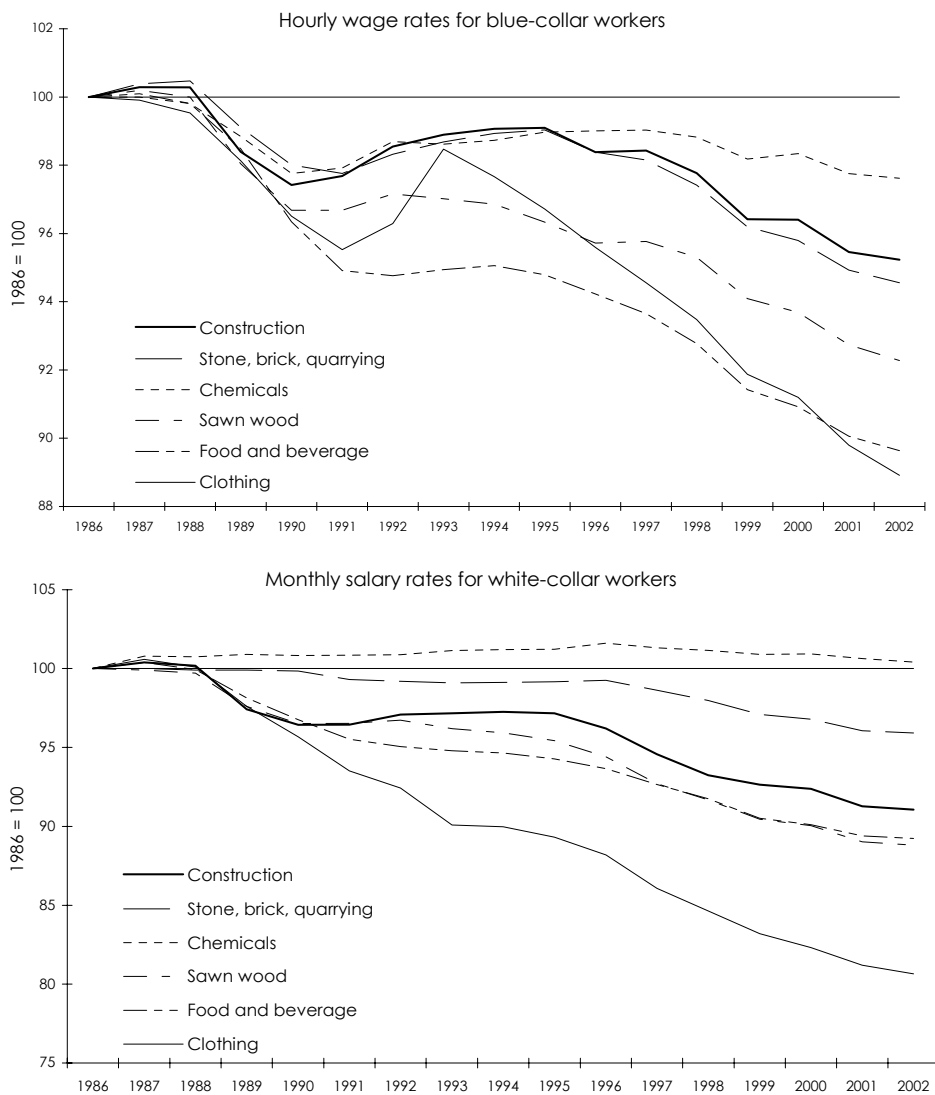 Hourly wage rates for blue-collar workers
102
100
98
96
94
92
90
88
1986 = 100
Construction
Stone, brick, quarrying
Chemicals
Sawn wood
Food and beverage
Clothing
1986 1987 1988 1989 1990 1991 1992 1993 1994 1995 1996 1997 1998 1999 2000 2001 2002
Monthly salary rates for white-collar workers
105
100
95
90
85
80
75
1986 = 100
Construction
Stone, brick, quarrying
Chemicals
Sawn wood
Food and beverage
Clothing
1986 1987 1988 1989 1990 1991 1992 1993 1994 1995 1996 1997 1998 1999 2000 2001 2002